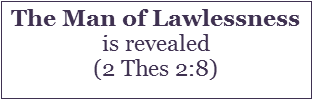 The Man of Lawlessness
is revealed
(2 Thes 2:8)